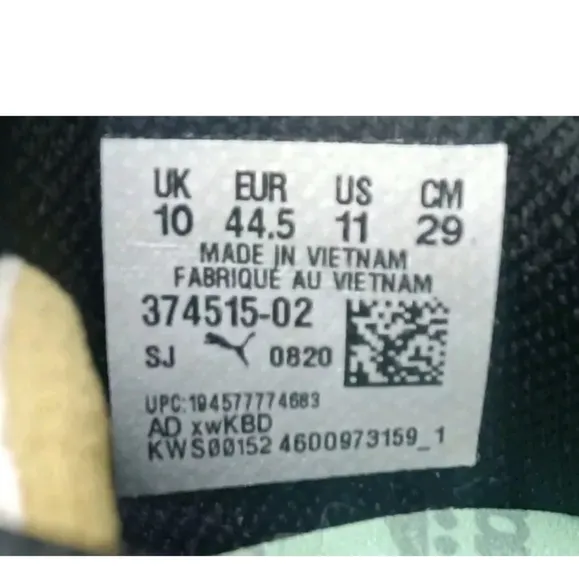 UK EUR US CM
10 44.5 11 29
MADE IN VIETNAM
FABRIQUÉ AU VIETNAM
374515-02
SJ 0820
UPC:194577774683
AD xwKBD
KWS00152 4600973159_1